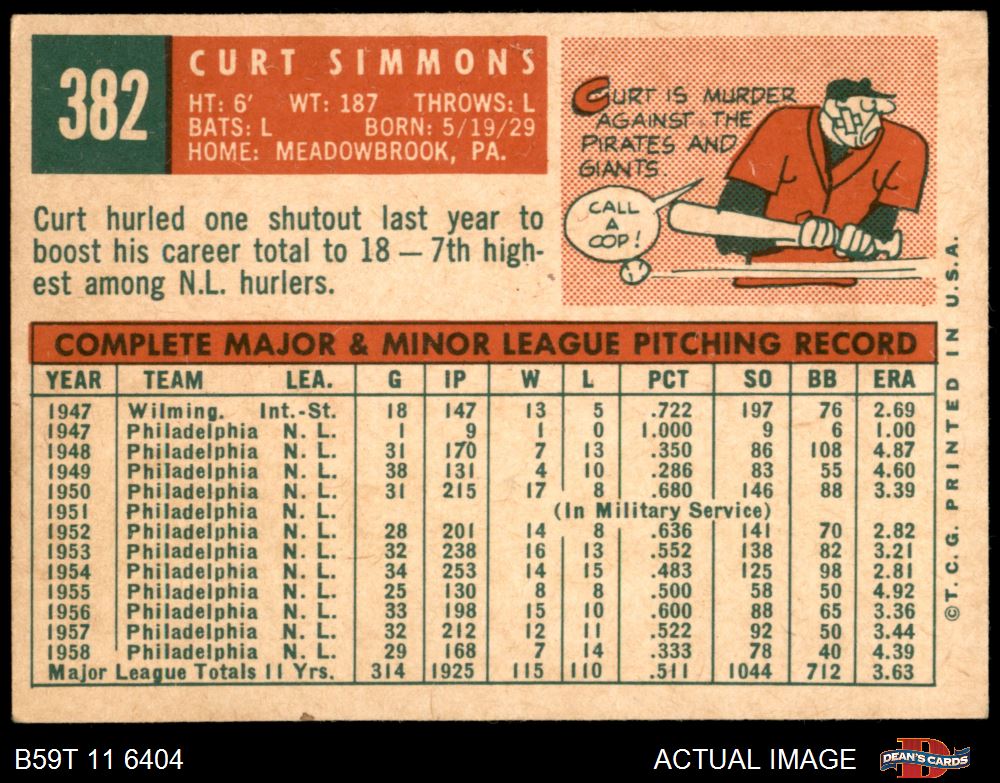 382
CURT SIMMONS
HT: 6' WT: 187 THROWS: L
BATS: L BORN: 5/19/29
HOME: MEADOWBROOK, PA.
CURT IS MURDER
AGAINST THE
PIRATES AND
GIANTS.
CALL
A
COP!
Curt hurled one shutout last year to
boost his career total to 18 — 7th high-
est among N.L. hurlers.
COMPLETE MAJOR & MINOR LEAGUE PITCHING RECORD
YEAR TEAM LEA. G IP W L PCT SO BB ERA
1947 Wilming. Int.-St. 18 147 13 5 .722 197 76 2.69
1947 Philadelphia N. L. 1 9 1 0 1.000 9 6 1.00
1948 Philadelphia N. L. 31 170 7 13 .350 86 108 4.87
1949 Philadelphia N. L. 38 131 4 10 .286 83 55 4.60
1950 Philadelphia N. L. 31 215 17 8 .680 146 88 3.39
1951 Philadelphia N. L. (In Military Service)
1952 Philadelphia N. L. 28 201 14 8 .636 141 70 2.82
1953 Philadelphia N. L. 32 238 16 13 .552 138 82 3.21
1954 Philadelphia N. L. 34 253 14 15 .483 125 98 2.81
1955 Philadelphia N. L. 25 130 8 8 .500 58 50 4.92
1956 Philadelphia N. L. 33 198 15 10 .600 88 65 3.36
1957 Philadelphia N. L. 32 212 12 11 .522 92 50 3.44
1958 Philadelphia N. L. 29 168 7 14 .333 78 40 4.39
Major League Totals 11 Yrs. 314 1925 115 110 .511 1044 712 3.63
© T. C. G. PRINTED IN U.S.A.
B59T 11 6404
ACTUAL IMAGE
DEAN'S CARDS